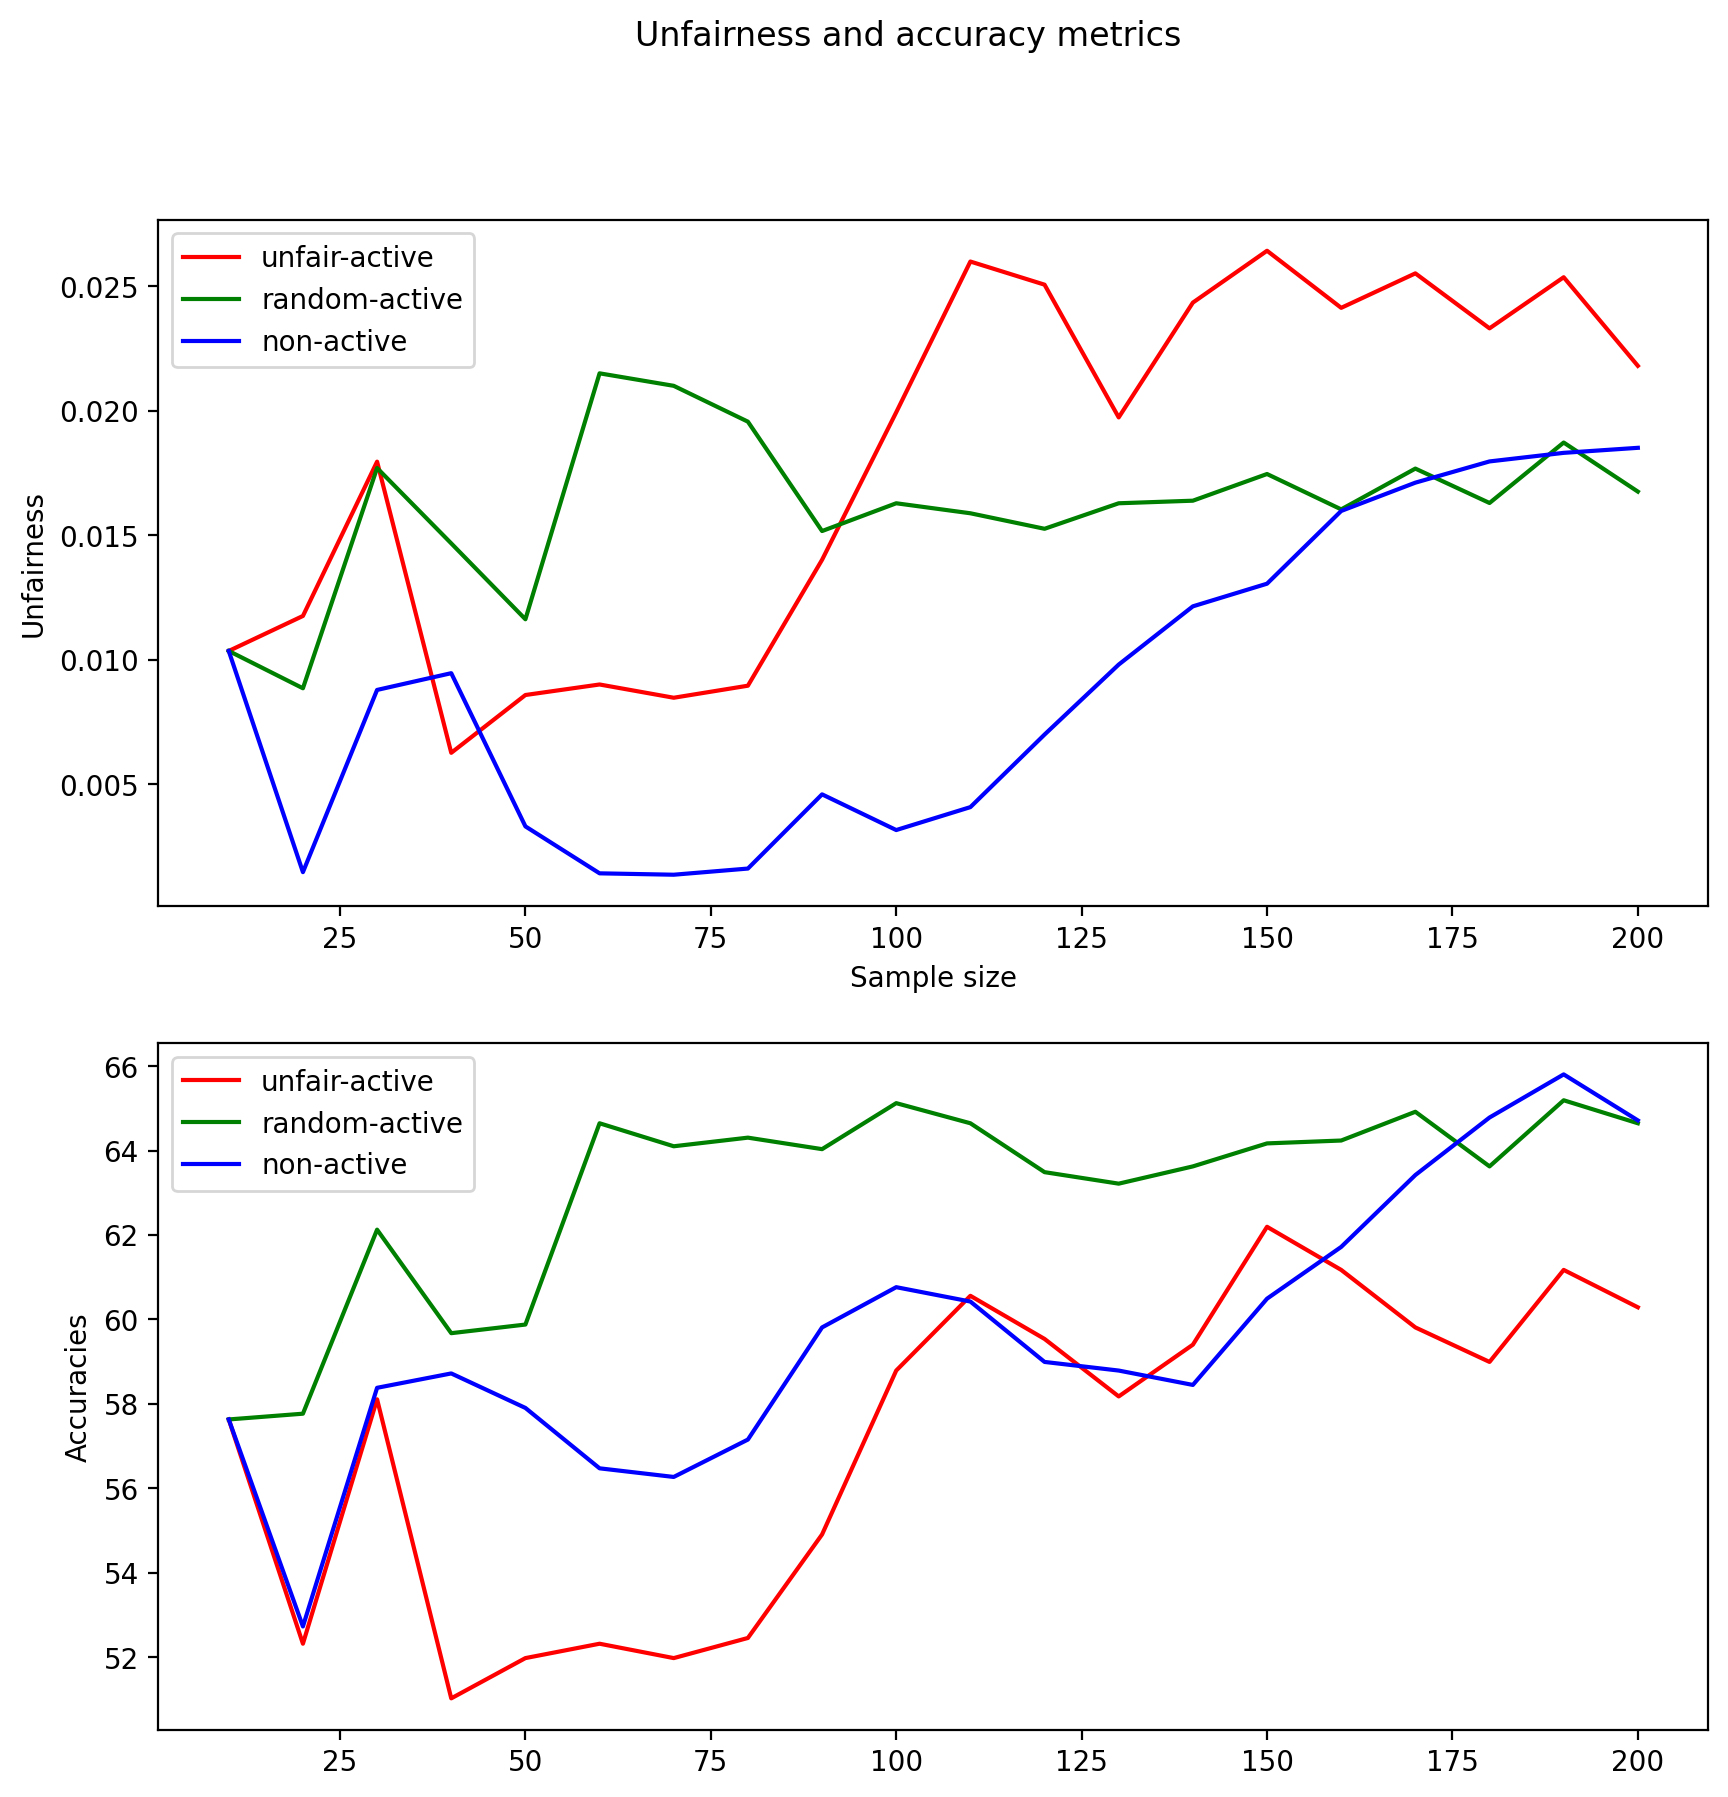 Unfairness and accuracy metrics
unfair-active
random-active
non-active
0.025
0.020
0.015
0.010
0.005
Unfairness
25 50 75 100 125 150 175 200
Sample size
unfair-active
random-active
non-active
66
64
62
60
58
56
54
52
Accuracies
25 50 75 100 125 150 175 200